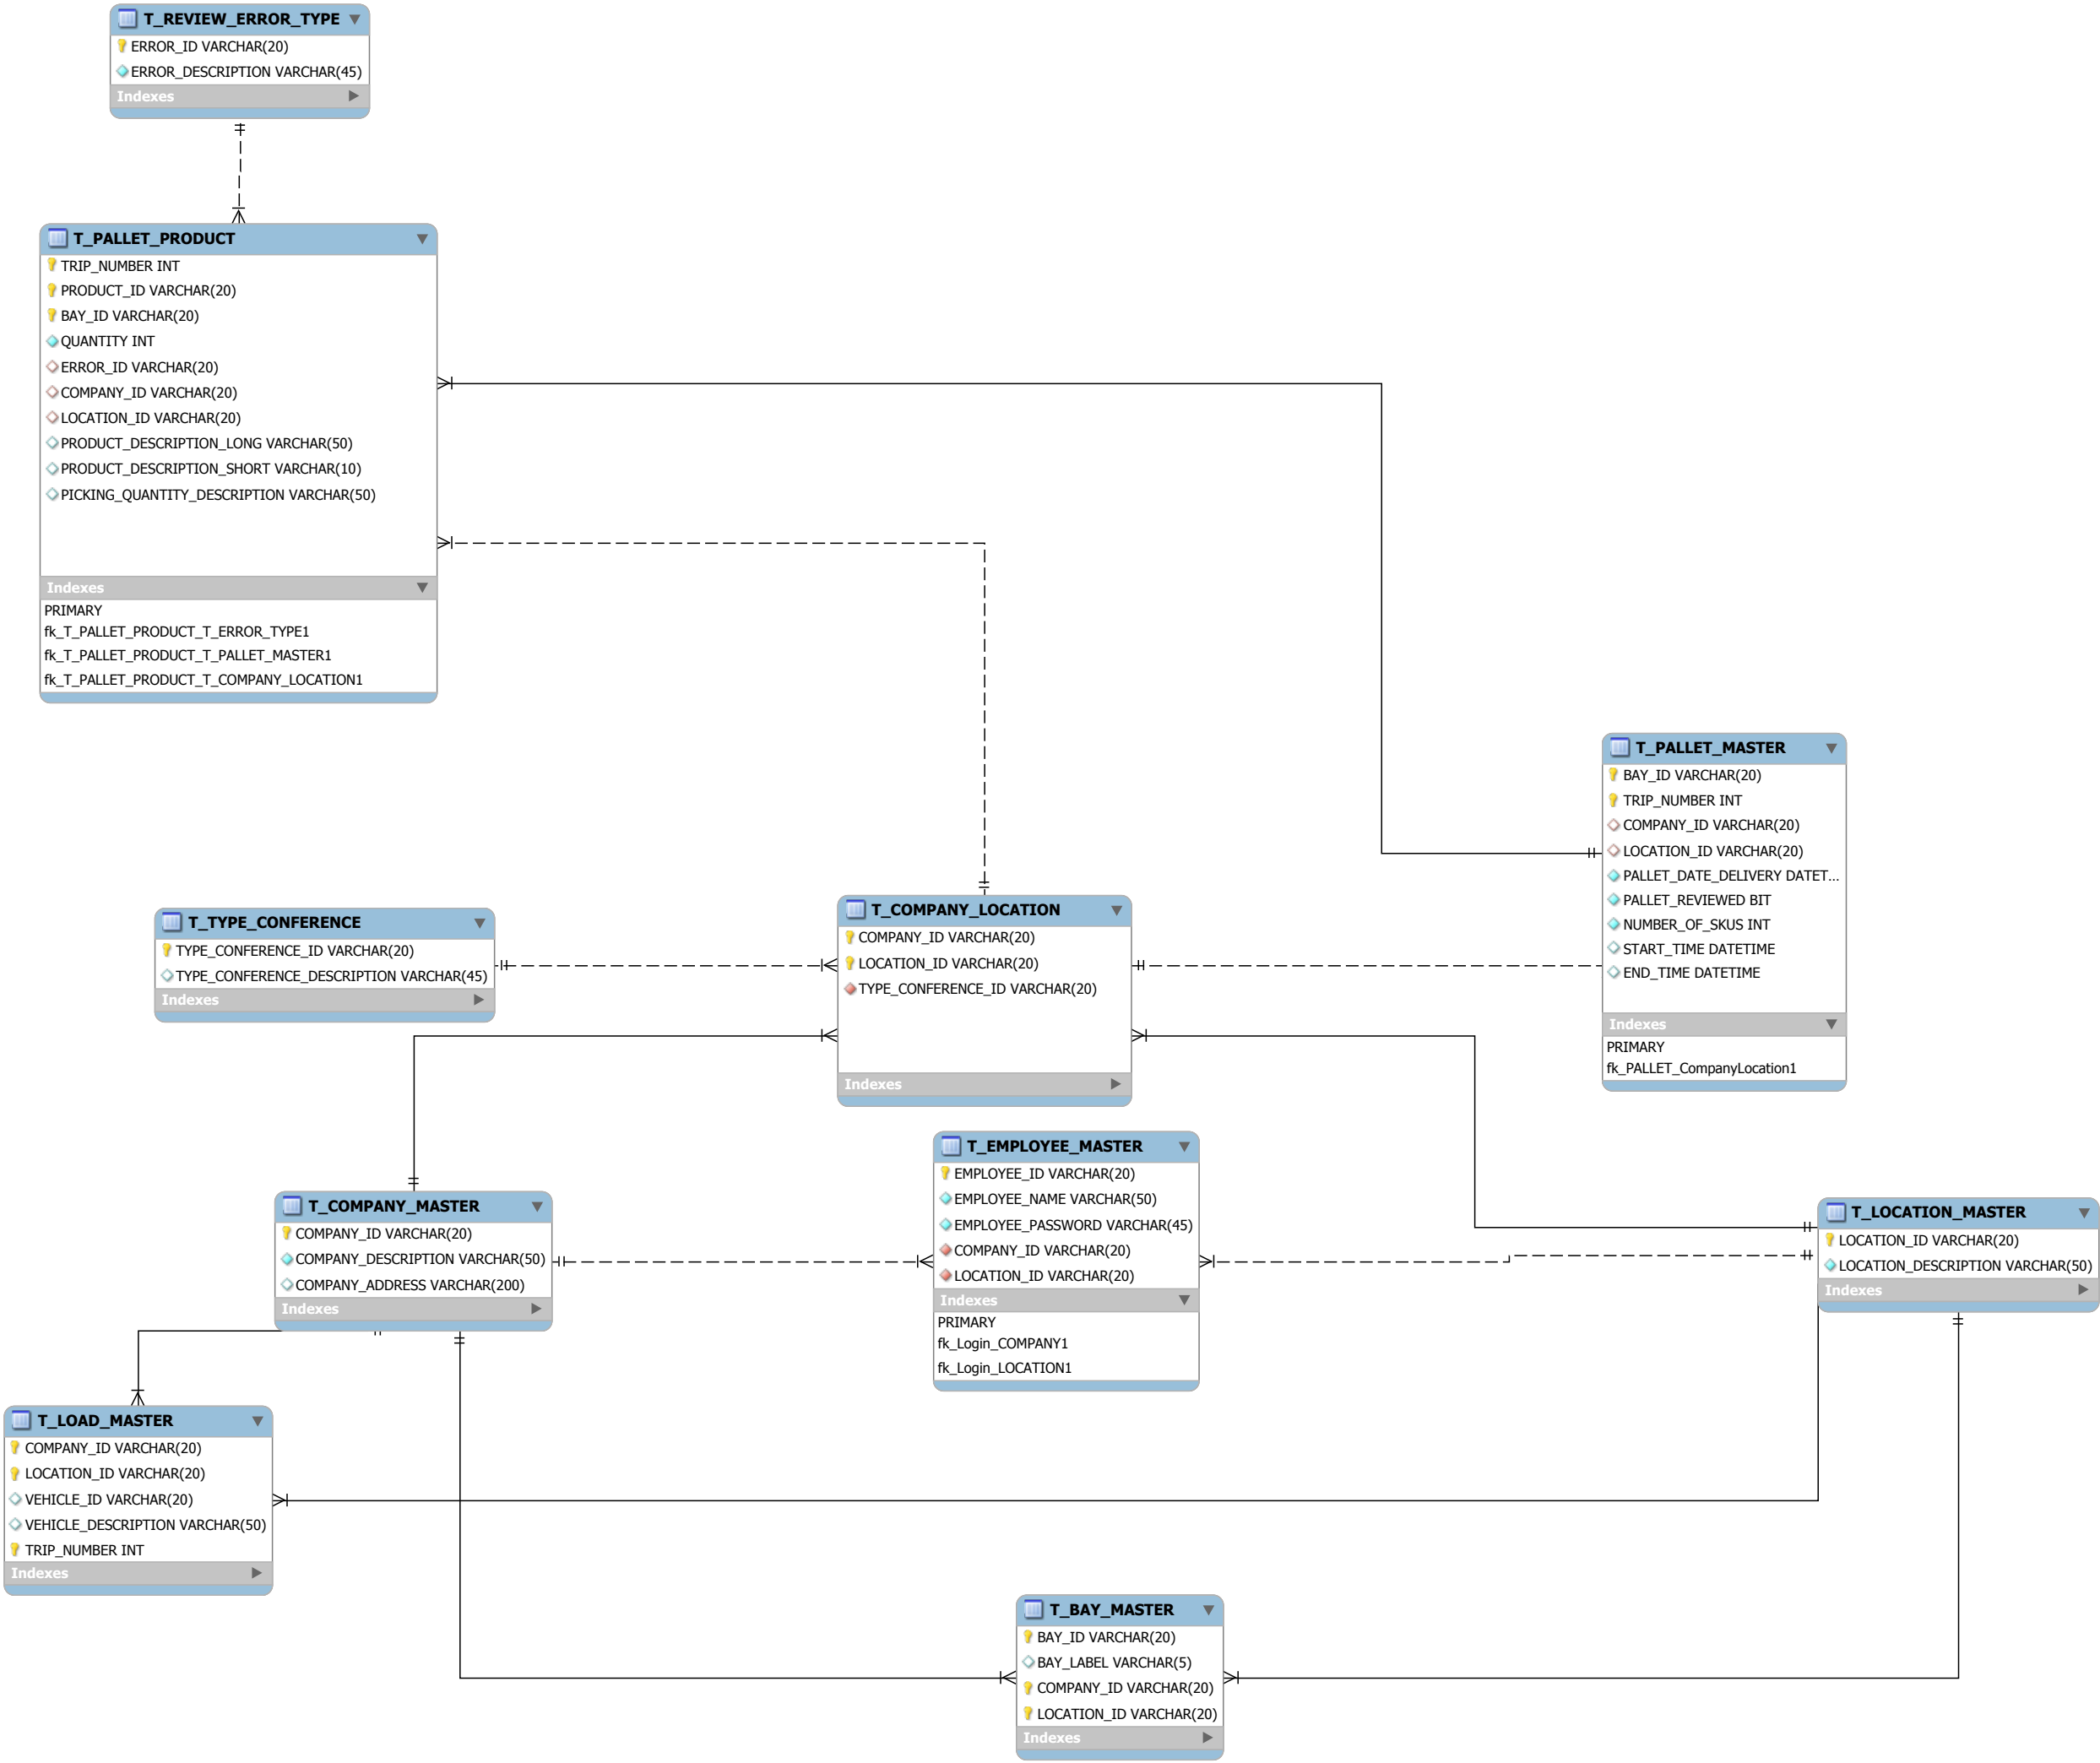 T_REVIEW_ERROR_TYPE
ERROR_ID VARCHAR(20)
ERROR_DESCRIPTION VARCHAR(45)
Indexes
T_PALLET_PRODUCT
TRIP_NUMBER INT
PRODUCT_ID VARCHAR(20)
BAY_ID VARCHAR(20)
QUANTITY INT
ERROR_ID VARCHAR(20)
COMPANY_ID VARCHAR(20)
LOCATION_ID VARCHAR(20)
PRODUCT_DESCRIPTION_LONG VARCHAR(50)
PRODUCT_DESCRIPTION_SHORT VARCHAR(10)
PICKING_QUANTITY_DESCRIPTION VARCHAR(50)
Indexes
PRIMARY
fk_T_PALLET_PRODUCT_T_ERROR_TYPE1
fk_T_PALLET_PRODUCT_T_PALLET_MASTER1
fk_T_PALLET_PRODUCT_T_COMPANY_LOCATION1
T_PALLET_MASTER
BAY_ID VARCHAR(20)
TRIP_NUMBER INT
COMPANY_ID VARCHAR(20)
LOCATION_ID VARCHAR(20)
PALLET_DATE_DELIVERY DATET...
PALLET_REVIEWED BIT
NUMBER_OF_SKUS INT
START_TIME DATETIME
END_TIME DATETIME
Indexes
PRIMARY
fk_PALLET_CompanyLocation1
T_TYPE_CONFERENCE
TYPE_CONFERENCE_ID VARCHAR(20)
TYPE_CONFERENCE_DESCRIPTION VARCHAR(45)
Indexes
T_COMPANY_LOCATION
COMPANY_ID VARCHAR(20)
LOCATION_ID VARCHAR(20)
TYPE_CONFERENCE_ID VARCHAR(20)
Indexes
T_COMPANY_MASTER
COMPANY_ID VARCHAR(20)
COMPANY_DESCRIPTION VARCHAR(50)
COMPANY_ADDRESS VARCHAR(200)
Indexes
T_EMPLOYEE_MASTER
EMPLOYEE_ID VARCHAR(20)
EMPLOYEE_NAME VARCHAR(50)
EMPLOYEE_PASSWORD VARCHAR(45)
COMPANY_ID VARCHAR(20)
LOCATION_ID VARCHAR(20)
Indexes
PRIMARY
fk_Login_COMPANY1
fk_Login_LOCATION1
T_LOCATION_MASTER
LOCATION_ID VARCHAR(20)
LOCATION_DESCRIPTION VARCHAR(50)
Indexes
T_LOAD_MASTER
COMPANY_ID VARCHAR(20)
LOCATION_ID VARCHAR(20)
VEHICLE_ID VARCHAR(20)
VEHICLE_DESCRIPTION VARCHAR(50)
TRIP_NUMBER INT
Indexes
T_BAY_MASTER
BAY_ID VARCHAR(20)
BAY_LABEL VARCHAR(5)
COMPANY_ID VARCHAR(20)
LOCATION_ID VARCHAR(20)
Indexes